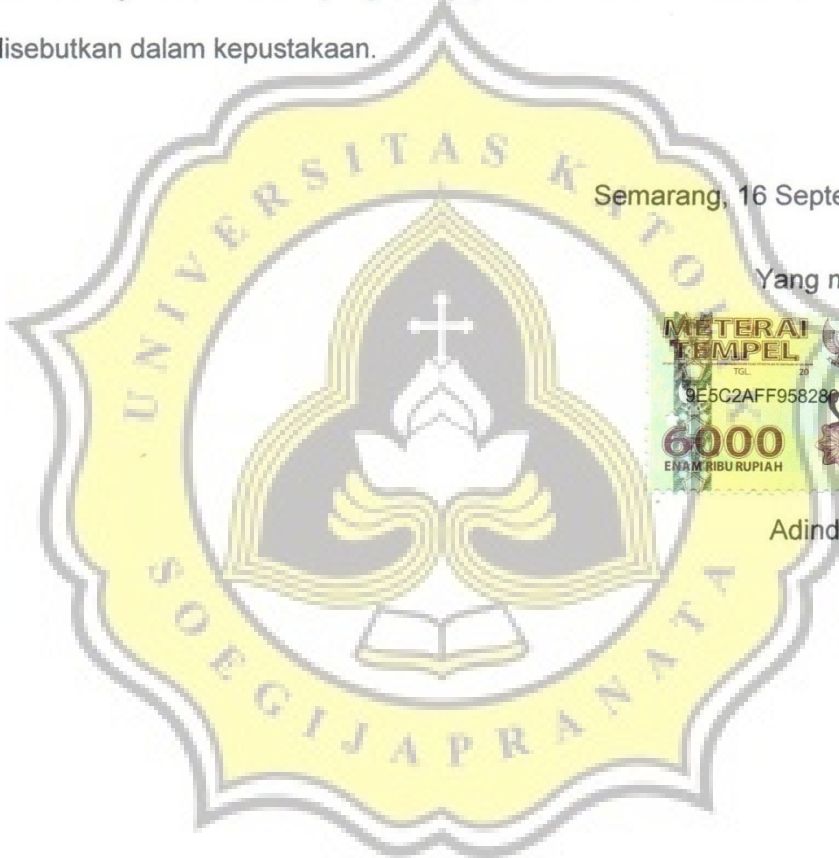 disebutkan dalam kepustakaan.
UNIVERSITAS KATOLIK
Semarang, 16 Septe
Yang n
METERAI
TEMPEL
TGL. 20
9E5C2AFF95828
6000
ENAM RIBU RUPIAH
Adind
SOEGIJAPRANATA